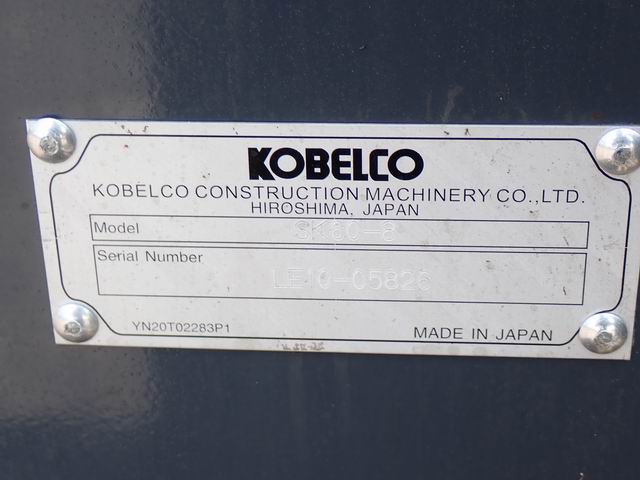 KOBELCO
KOBELCO CONSTRUCTION MACHINERY CO.,LTD.
HIROSHIMA, JAPAN
Model SK80-8
Serial Number
LE10-05826
YN20T02283P1
MADE IN JAPAN